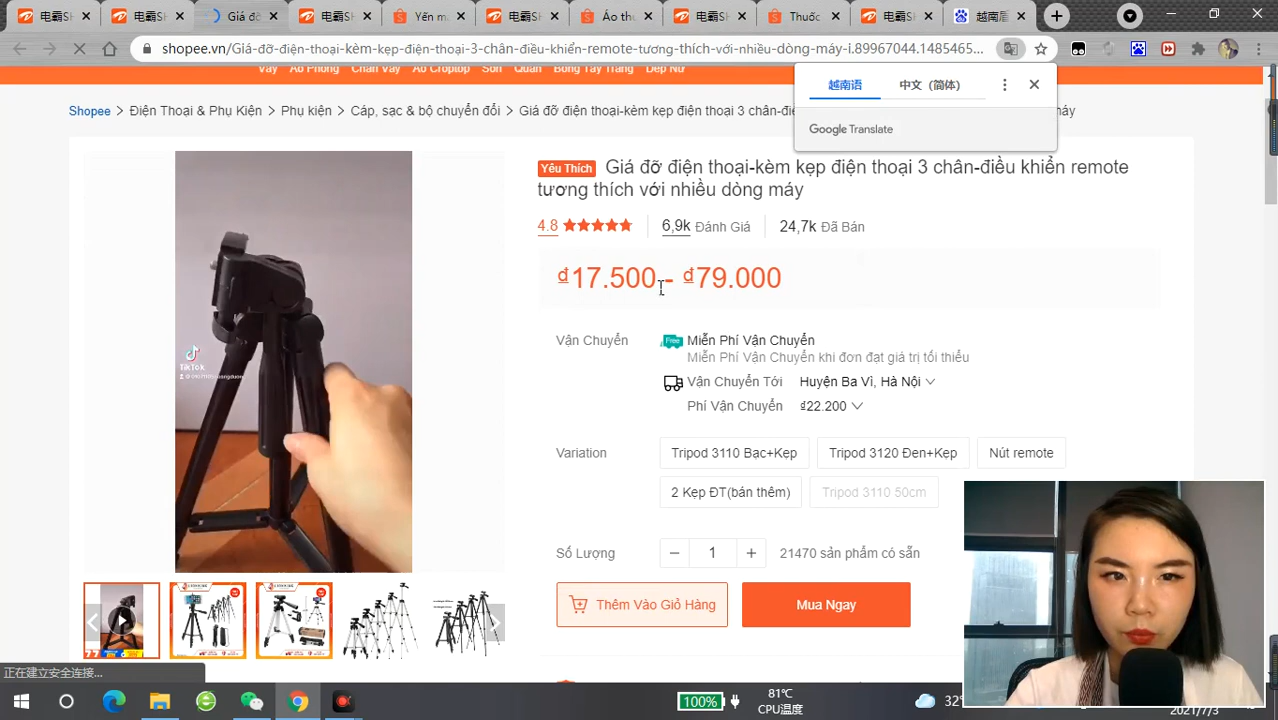 电霸SH
电霸SH
Giá đỡ
电霸SH
Yến m
电霸SH
Áo thu
电霸SH
Thuốc
电霸SH
越南盾
shopee.vn/Giá-đỡ-điện-thoại-kèm-kẹp-điện-thoại-3-chân-điều-khiển-remote-tương-thích-với-nhiều-dòng-máy-i.89967044.1485465...
Váy Áo Phông Chân Váy Áo Croptop Son Quần Bông Tẩy Trang Dép Nữ
越南语 中文（简体）
Google Translate
Shopee > Điện Thoại & Phụ Kiện > Phụ kiện > Cáp, sạc & bộ chuyển đổi > Giá đỡ điện thoại-kèm kẹp điện thoại 3 chân-điề
áy
Yêu Thích Giá đỡ điện thoại-kèm kẹp điện thoại 3 chân-điều khiển remote
tương thích với nhiều dòng máy
4.8 6,9k Đánh Giá 24,7k Đã Bán
₫17.500 - ₫79.000
Vận Chuyển Free Miễn Phí Vận Chuyển
Miễn Phí Vận Chuyển khi đơn đạt giá trị tối thiểu
Vận Chuyển Tới Huyện Ba Vì, Hà Nội
Phí Vận Chuyển ₫22.200
TikTok
Variation Tripod 3110 Bạc+Kẹp Tripod 3120 Đen+Kẹp Nút remote
2 Kẹp ĐT(bán thêm) Tripod 3110 50cm
Số Lượng − 1 + 21470 sản phẩm có sẵn
Thêm Vào Giỏ Hàng Mua Ngay
正在建立安全连接...
100% 81℃
CPU温度
32
2021/7/3